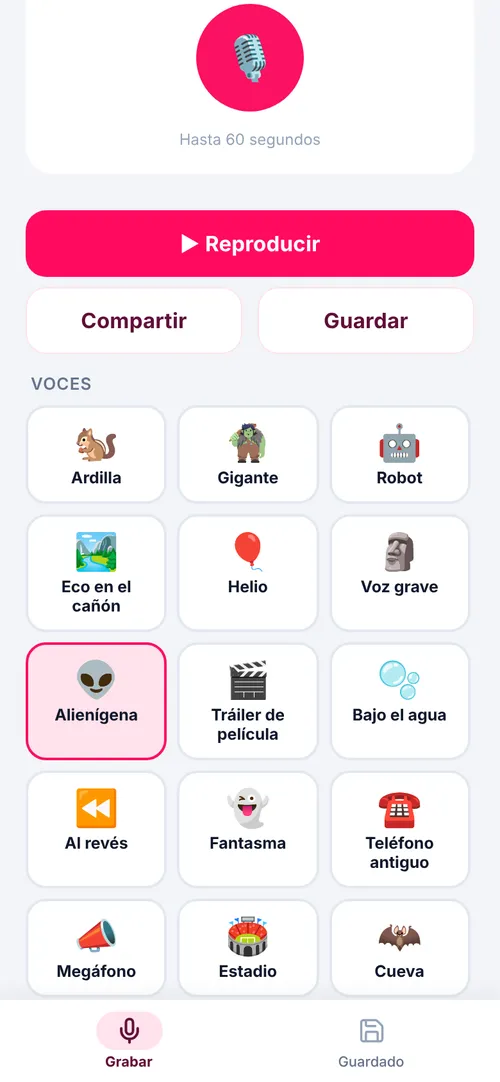 Hasta 60 segundos
▶ Reproducir
Compartir
Guardar
VOCES
Ardilla
Gigante
Robot
Eco en el
cañón
Helio
Voz grave
Alienígena
Tráiler de
película
Bajo el agua
Al revés
Fantasma
Teléfono
antiguo
Megáfono
Estadio
Cueva
Grabar
Guardado